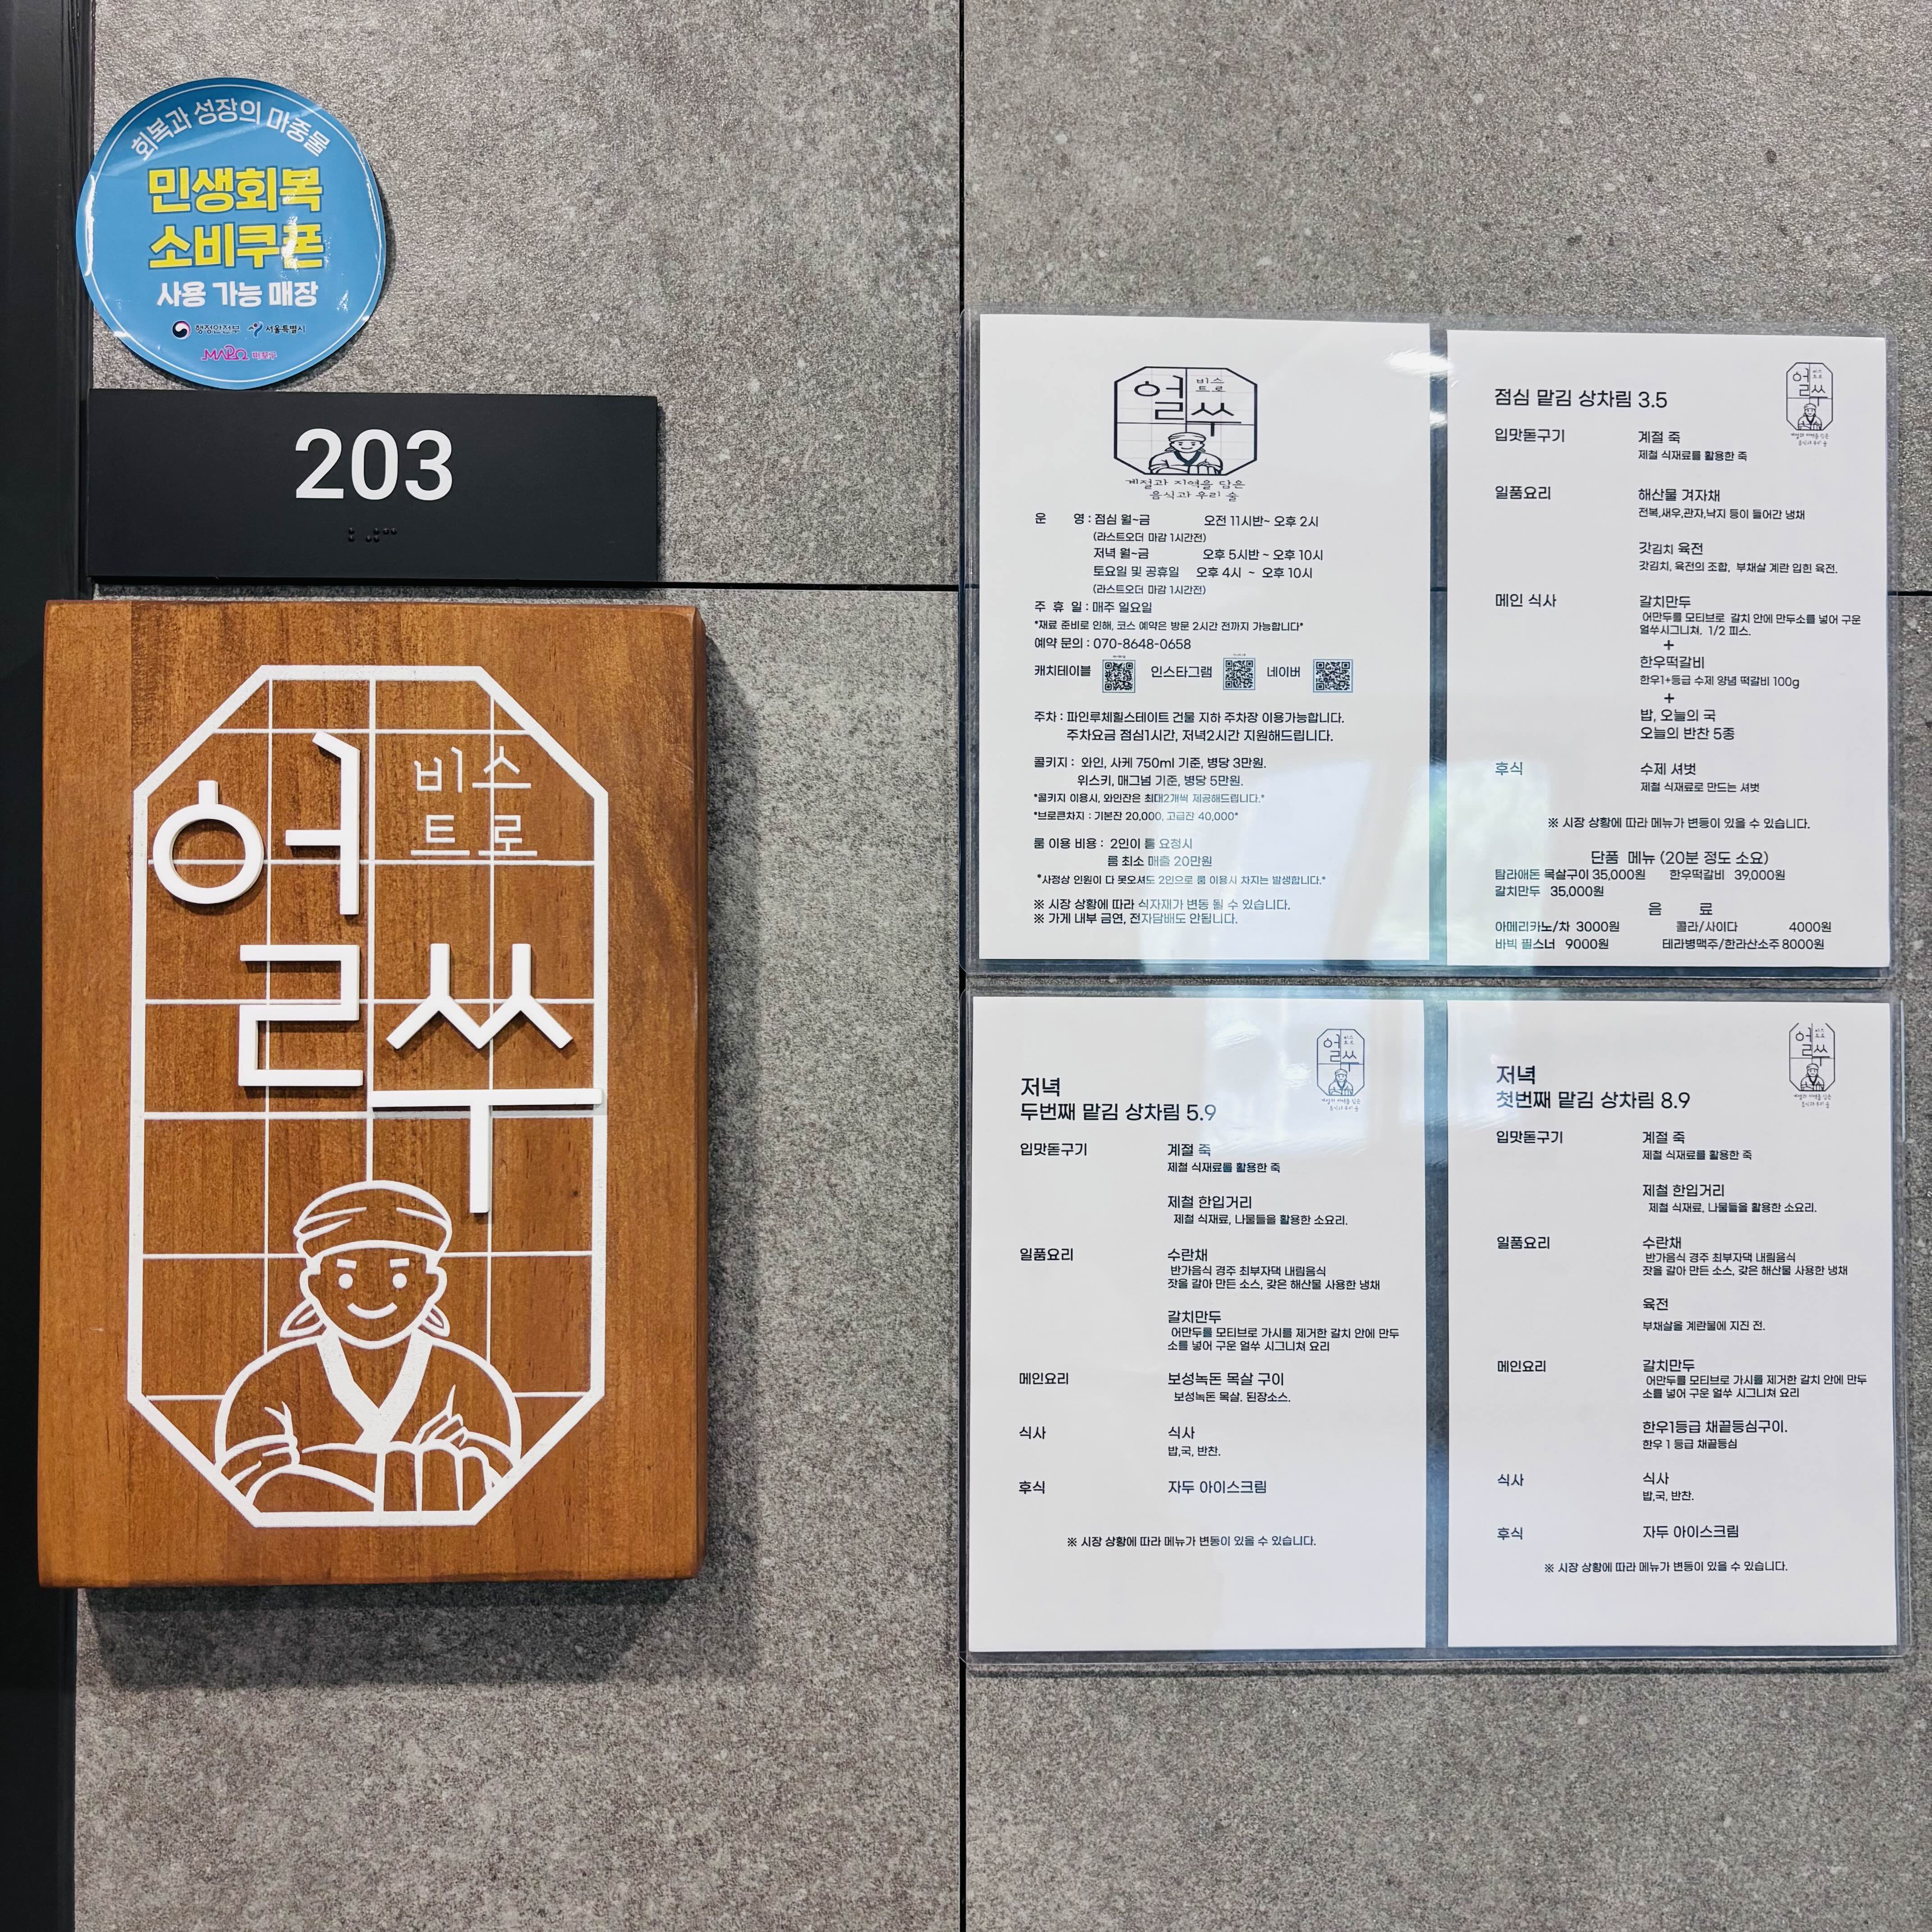 회복과 성장의 마중물
민생회복
소비쿠폰
사용 가능 매장
행정안전부 서울특별시
MAPO 마포구
203
비스
트로
얼
쑤
얼쑤
비스
트로
계절과 지역을 담은
음식과 우리 술
운 영 : 점심 월~금 오전 11시반~ 오후 2시
(라스트오더 마감 1시간전)
저녁 월~금 오후 5시반 ~ 오후 10시
토요일 및 공휴일 오후 4시 ~ 오후 10시
(라스트오더 마감 1시간전)
주 휴 일 : 매주 일요일
*재료 준비로 인해, 코스 예약은 방문 2시간 전까지 가능합니다*
예약 문의 : 070-8648-0658
캐치테이블 인스타그램 네이버
주차 : 파인루체힐스테이트 건물 지하 주차장 이용가능합니다.
주차요금 점심1시간, 저녁2시간 지원해드립니다.
콜키지 : 와인, 사케 750ml 기준, 병당 3만원.
위스키, 매그넘 기준, 병당 5만원.
*콜키지 이용시, 와인잔은 최대2개씩 제공해드립니다.*
*브로큰차지 : 기본잔 20,000, 고급잔 40,000*
룸 이용 비용 : 2인이 룸 요청시
룸 최소 매출 20만원
*사정상 인원이 다 못오셔도 2인으로 룸 이용시 차지는 발생합니다.*
※ 시장 상황에 따라 식자재가 변동 될 수 있습니다.
※ 가게 내부 금연, 전자담배도 안됩니다.
점심 맡김 상차림 3.5
입맛돋구기 계절 죽
제철 식재료를 활용한 죽
일품요리 해산물 겨자채
전복,새우,관자,낙지 등이 들어간 냉채
갓김치 육전
갓김치, 육전의 조합, 부채살 계란 입힌 육전.
메인 식사 갈치만두
어만두를 모티브로 갈치 안에 만두소를 넣어 구운
얼쑤시그니쳐. 1/2 피스.
+
한우떡갈비
한우1+등급 수제 양념 떡갈비 100g
+
밥, 오늘의 국
오늘의 반찬 5종
후식 수제 셔벗
제철 식재료로 만드는 셔벗
※ 시장 상황에 따라 메뉴가 변동이 있을 수 있습니다.
단품 메뉴 (20분 정도 소요)
탐라애돈 목살구이 35,000원 한우떡갈비 39,000원
갈치만두 35,000원
음 료
아메리카노/차 3000원 콜라/사이다 4000원
바빅 필스너 9000원 테라병맥주/한라산소주 8000원
저녁
두번째 맡김 상차림 5.9
입맛돋구기 계절 죽
제철 식재료를 활용한 죽
제철 한입거리
제철 식재료, 나물들을 활용한 소요리.
일품요리 수란채
반가음식 경주 최부자댁 내림음식
잣을 갈아 만든 소스, 갖은 해산물 사용한 냉채
갈치만두
어만두를 모티브로 가시를 제거한 갈치 안에 만두
소를 넣어 구운 얼쑤 시그니쳐 요리
메인요리 보성녹돈 목살 구이
보성녹돈 목살. 된장소스.
식사 식사
밥,국, 반찬.
후식 자두 아이스크림
※ 시장 상황에 따라 메뉴가 변동이 있을 수 있습니다.
저녁
첫번째 맡김 상차림 8.9
입맛돋구기 계절 죽
제철 식재료를 활용한 죽
제철 한입거리
제철 식재료, 나물들을 활용한 소요리.
일품요리 수란채
반가음식 경주 최부자댁 내림음식
잣을 갈아 만든 소스, 갖은 해산물 사용한 냉채
육전
부채살을 계란물에 지진 전.
메인요리 갈치만두
어만두를 모티브로 가시를 제거한 갈치 안에 만두
소를 넣어 구운 얼쑤 시그니쳐 요리
한우1등급 채끝등심구이.
한우 1 등급 채끝등심
식사 식사
밥,국, 반찬.
후식 자두 아이스크림
※ 시장 상황에 따라 메뉴가 변동이 있을 수 있습니다.